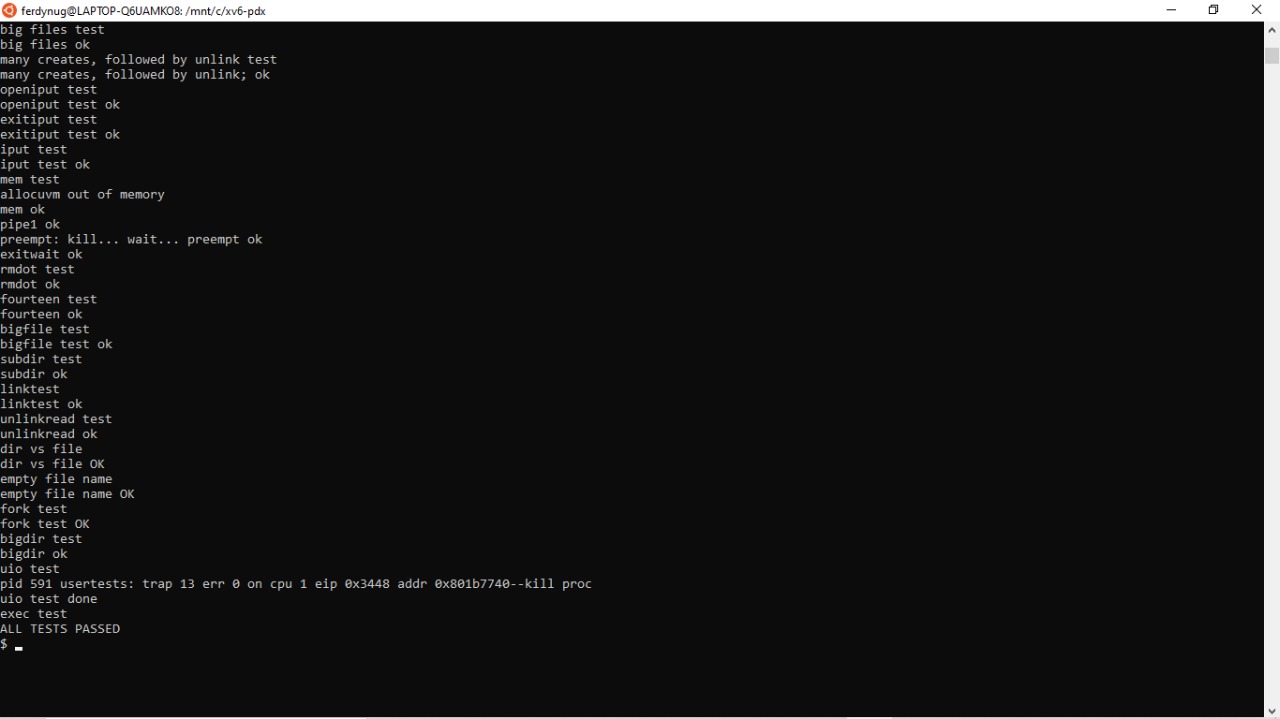 ferdynug@LAPTOP-Q6UAMKO8: /mnt/c/xv6-pdx
big files test
big files ok
many creates, followed by unlink test
many creates, followed by unlink; ok
openiput test
openiput test ok
exitiput test
exitiput test ok
iput test
iput test ok
mem test
allocuvm out of memory
mem ok
pipe1 ok
preempt: kill... wait... preempt ok
exitwait ok
rmdot test
rmdot ok
fourteen test
fourteen ok
bigfile test
bigfile test ok
subdir test
subdir ok
linktest
linktest ok
unlinkread test
unlinkread ok
dir vs file
dir vs file OK
empty file name
empty file name OK
fork test
fork test OK
bigdir test
bigdir ok
uio test
pid 591 usertests: trap 13 err 0 on cpu 1 eip 0x3448 addr 0x801b7740--kill proc
uio test done
exec test
ALL TESTS PASSED
$